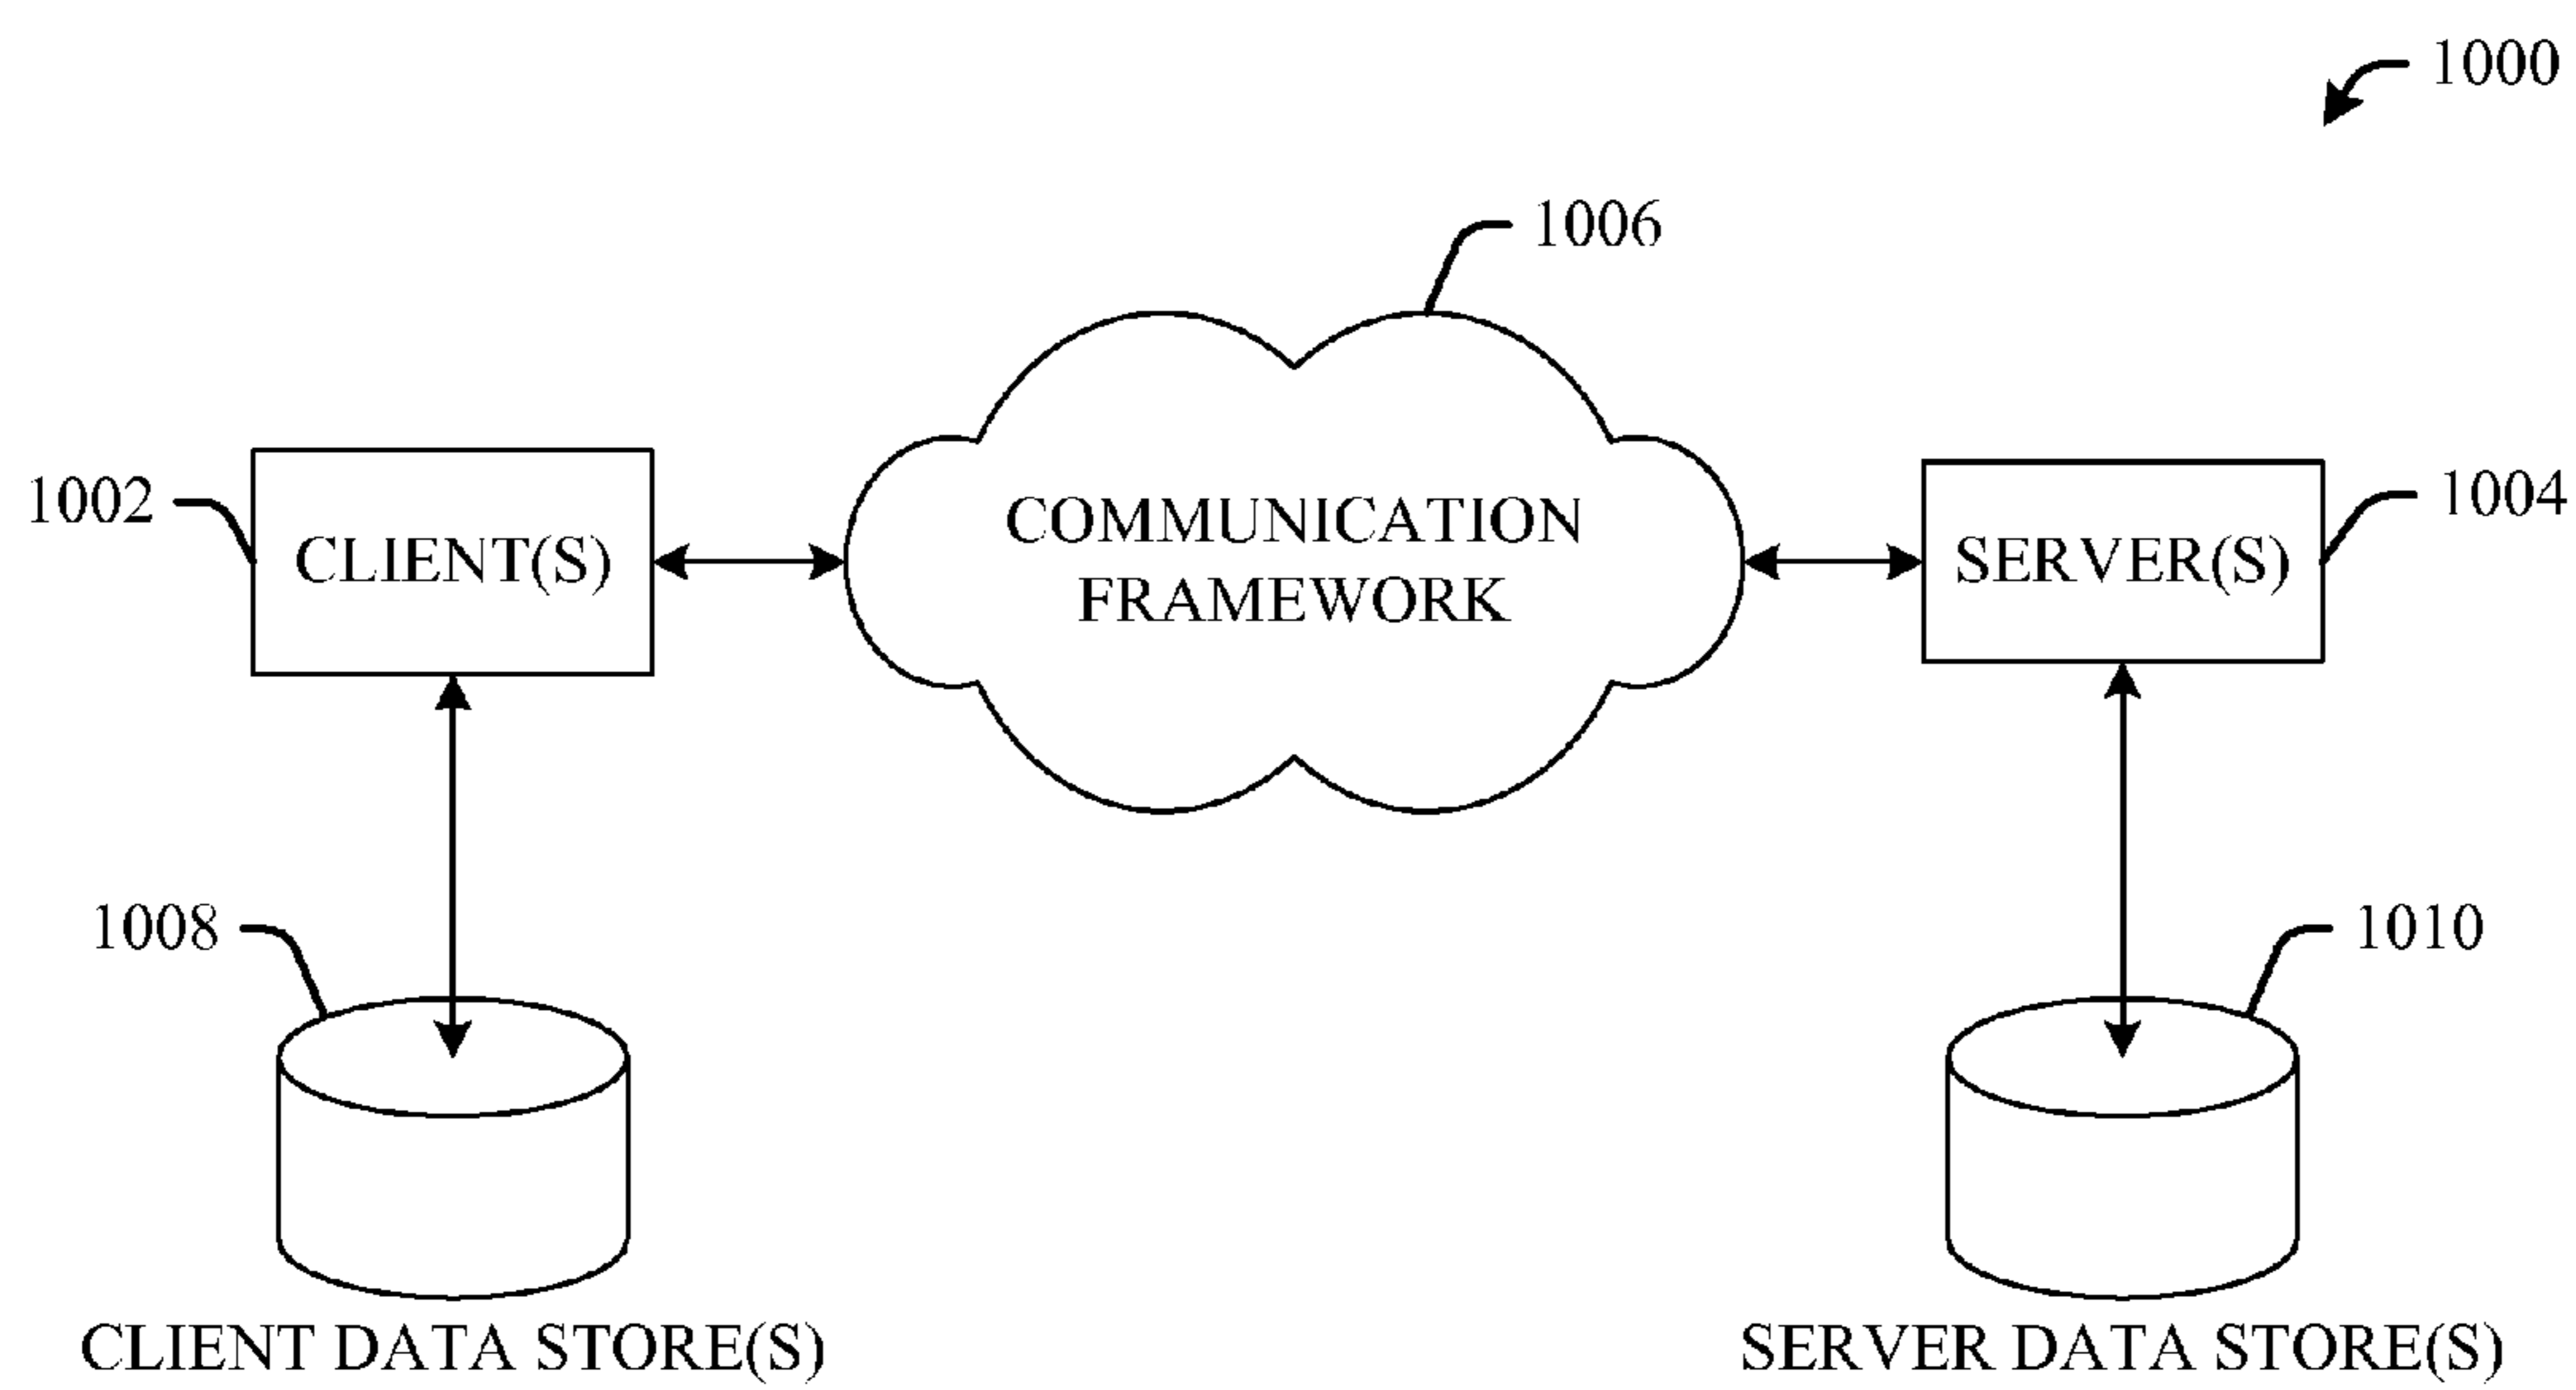 1000
1006
1002
CLIENT(S)
COMMUNICATION
FRAMEWORK
SERVER(S)
1004
1008
1010
CLIENT DATA STORE(S)
SERVER DATA STORE(S)